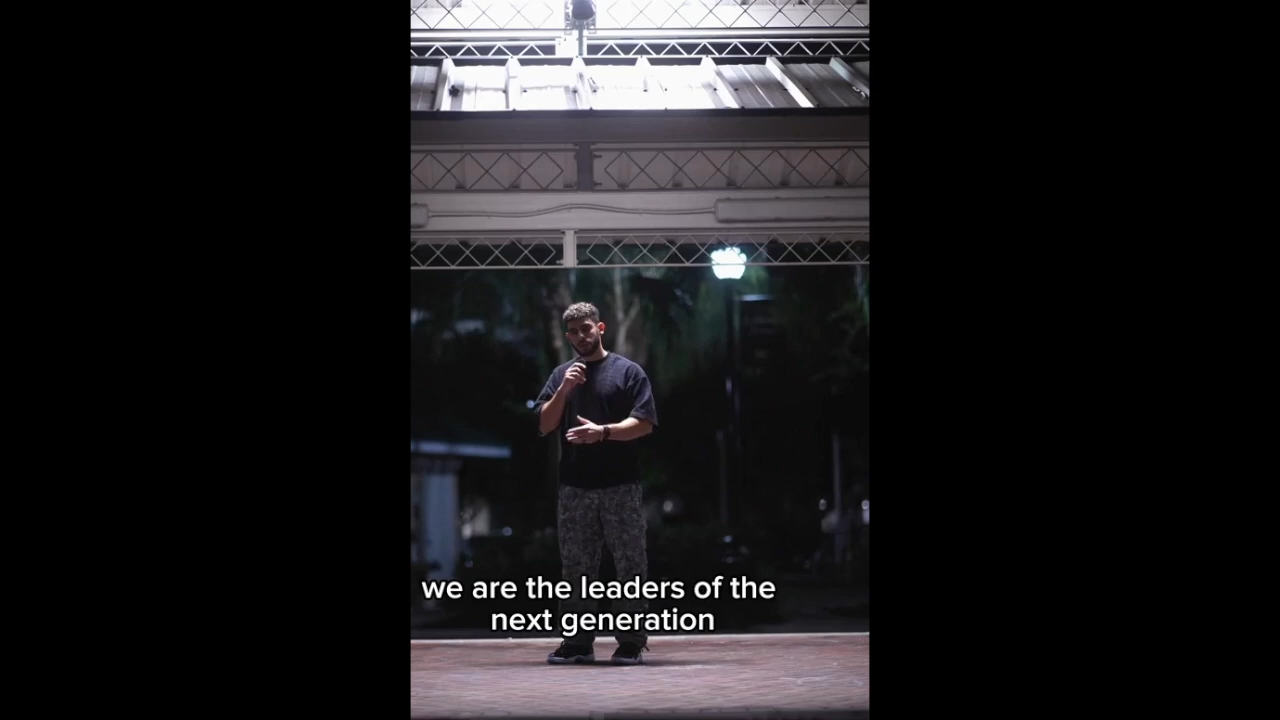 we are the leaders of the
next generation